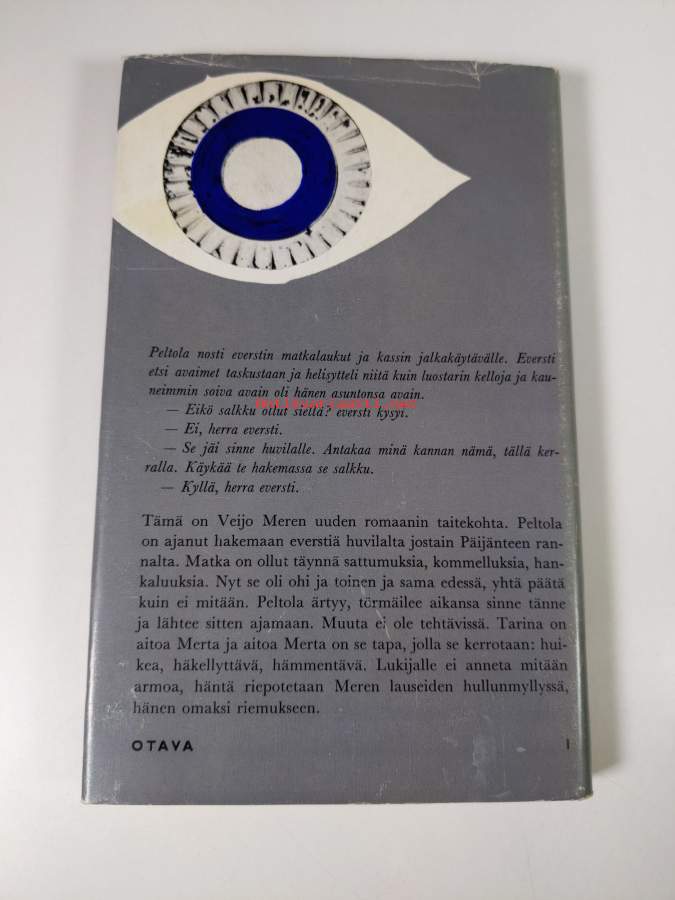 Peltola nosti everstin matkalaukut ja kassin jalkakäytävälle. Eversti
etsi avaimet taskustaan ja helisytteli niitä kuin luostarin kelloja ja kau-
neimmin soiva avain oli hänen asuntonsa avain.
— Eikö salkku ollut siellä? eversti kysyi.
— Ei, herra eversti.
— Se jäi sinne huvilalle. Antakaa minä kannan nämä, tällä ker-
ralla. Käykää te hakemassa se salkku.
— Kyllä, herra eversti.
Tämä on Veijo Meren uuden romaanin taitekohta. Peltola
on ajanut hakemaan everstiä huvilalta jostain Päijänteen ran-
nalta. Matka on ollut täynnä sattumuksia, kommelluksia, han-
kaluuksia. Nyt se oli ohi ja toinen ja sama edessä, yhtä päätä
kuin ei mitään. Peltola ärtyy, törmäilee aikansa sinne tänne
ja lähtee sitten ajamaan. Muuta ei ole tehtävissä. Tarina on
aitoa Merta ja aitoa Merta on se tapa, jolla se kerrotaan: hui-
kea, häkellyttävä, hämmentävä. Lukijalle ei anneta mitään
armoa, häntä riepotetaan Meren lauseiden hullunmyllyssä,
hänen omaksi riemukseen.
OTAVA
1